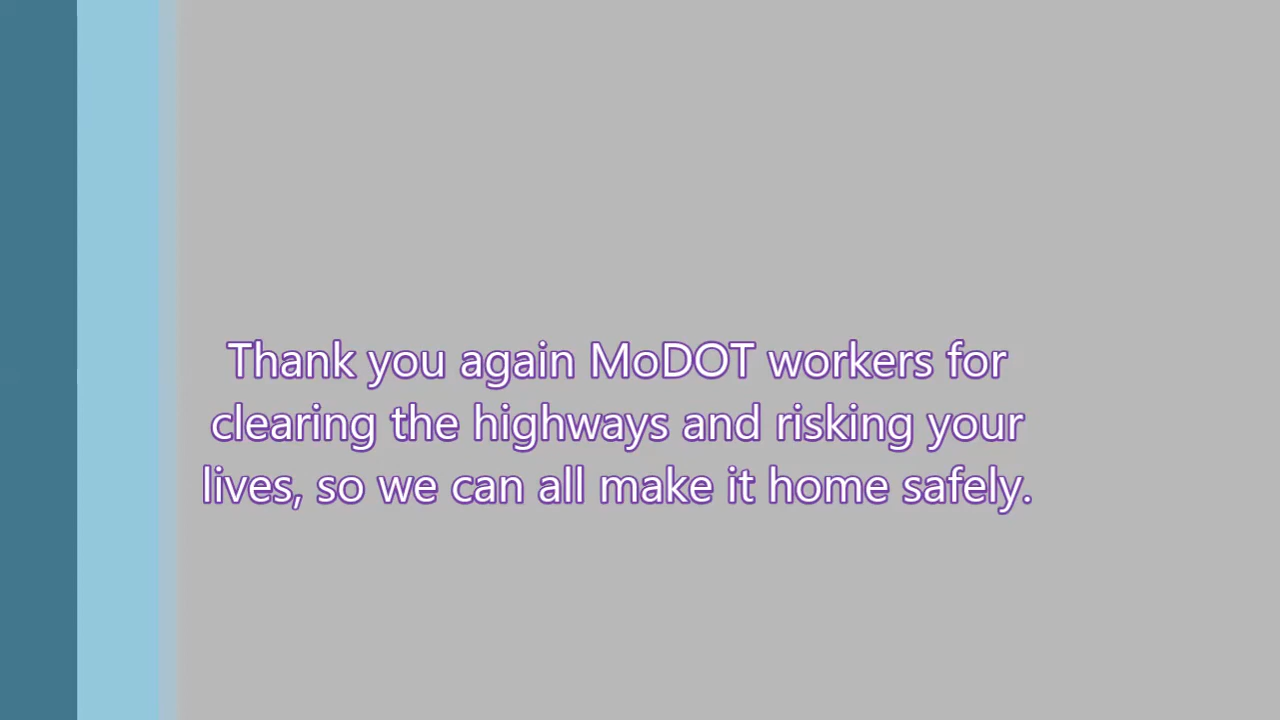 Thank you again MoDOT workers for
clearing the highways and risking your
lives, so we can all make it home safely.